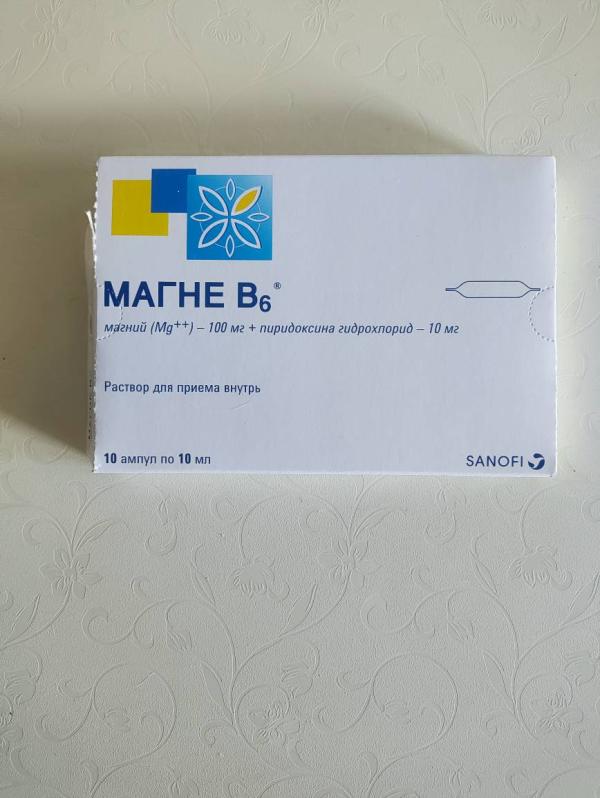 МАГНЕ B6®
магний (Mg++) – 100 мг + пиридоксина гидрохлорид – 10 мг
Раствор для приема внутрь
10 ампул по 10 мл
SANOFI